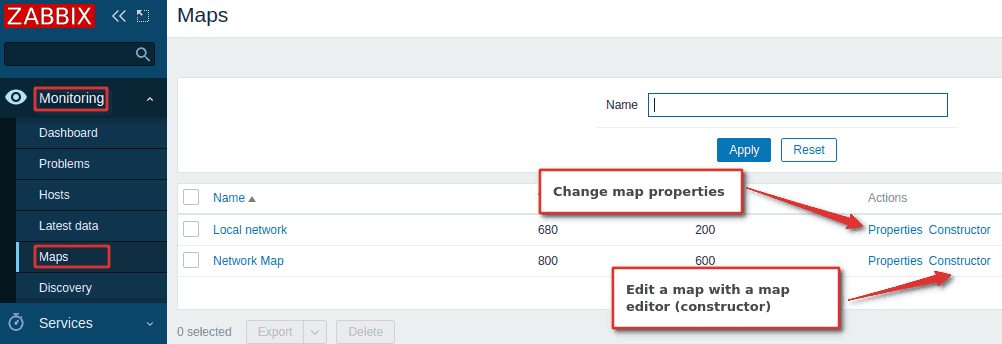 ZABBIX
Maps
Monitoring
Dashboard
Problems
Hosts
Latest data
Maps
Discovery
Services
Name
Apply Reset
Change map properties
Name Actions
Local network 680 200 Properties Constructor
Network Map 800 600 Properties Constructor
Edit a map with a map
editor (constructor)
0 selected Export Delete